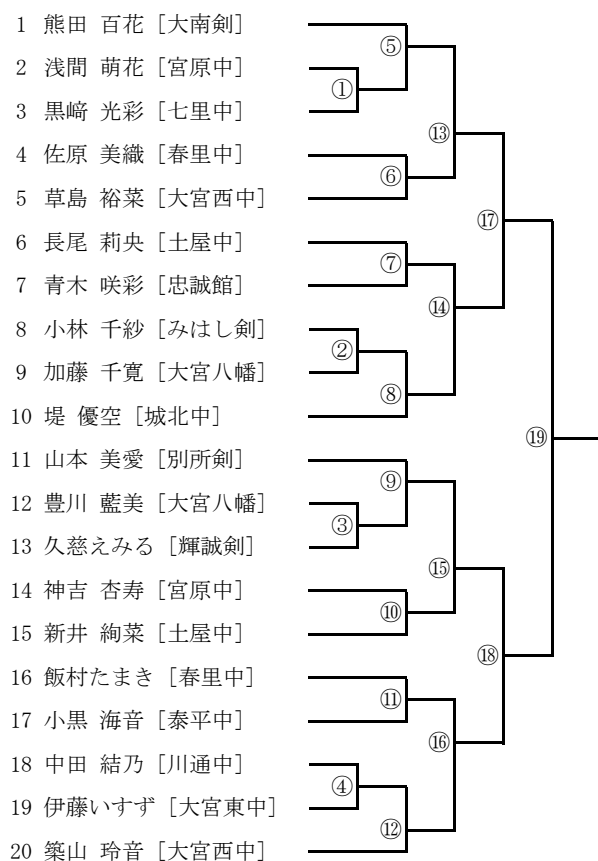 1 熊田 百花 [大南剣]
⑤
2 浅間 萌花 [宮原中]
①
3 黒﨑 光彩 [七里中]
⑬
4 佐原 美織 [春里中]
⑥
5 草島 裕菜 [大宮西中]
⑰
6 長尾 莉央 [土屋中]
⑦
7 青木 咲彩 [忠誠館]
⑭
8 小林 千紗 [みはし剣]
②
9 加藤 千寛 [大宮八幡]
⑧
10 堤 優空 [城北中]
⑲
11 山本 美愛 [別所剣]
⑨
12 豊川 藍美 [大宮八幡]
③
13 久慈えみる [輝誠剣]
⑮
14 神吉 杏寿 [宮原中]
⑩
15 新井 絢菜 [土屋中]
⑱
16 飯村たまき [春里中]
⑪
17 小黒 海音 [泰平中]
⑯
18 中田 結乃 [川通中]
④
19 伊藤いすず [大宮東中]
⑫
20 築山 玲音 [大宮西中]